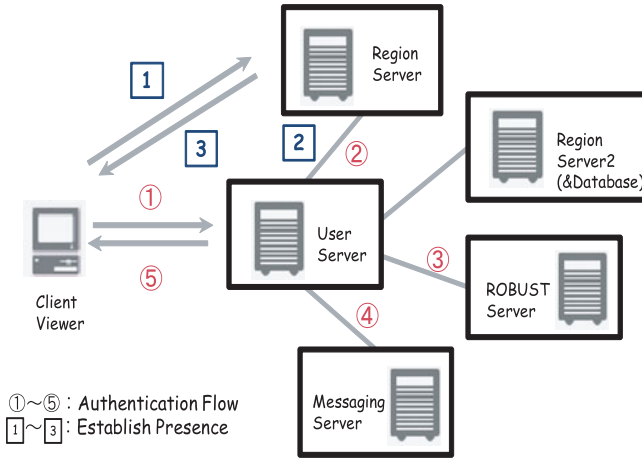 Region
Server
1
3
2
②
Region
Server2
(&Database)
①
User
Server
⑤
③
ROBUST
Server
Client
Viewer
④
Messaging
Server
①~⑤ : Authentication Flow
1~3 : Establish Presence